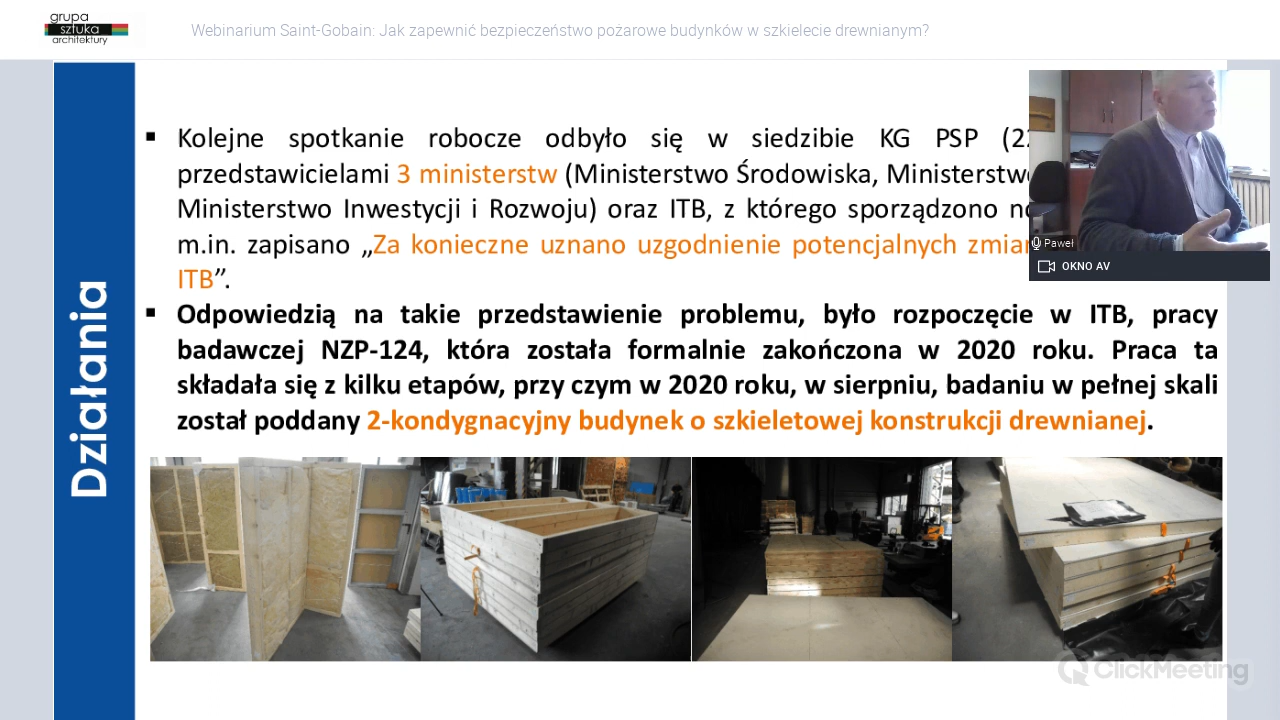 grupa
sztuka
architektury
Webinarium Saint-Gobain: Jak zapewnić bezpieczeństwo pożarowe budynków w szkielecie drewnianym?
Działania
▪ Kolejne spotkanie robocze odbyło się w siedzibie KG PSP
przedstawicielami 3 ministerstw (Ministerstwo Środowiska, Ministerstwo
Ministerstwo Inwestycji i Rozwoju) oraz ITB, z którego sporządzono
m.in. zapisano „Za konieczne uznano uzgodnienie potencjalnych
ITB”.
▪ Odpowiedzią na takie przedstawienie problemu, było rozpoczęcie w ITB, pracy
badawczej NZP-124, która została formalnie zakończona w 2020 roku. Praca ta
składała się z kilku etapów, przy czym w 2020 roku, w sierpniu, badaniu w pełnej skali
został poddany 2-kondygnacyjny budynek o szkieletowej konstrukcji drewnianej.
Paweł
OKNO AV
ClickMeeting